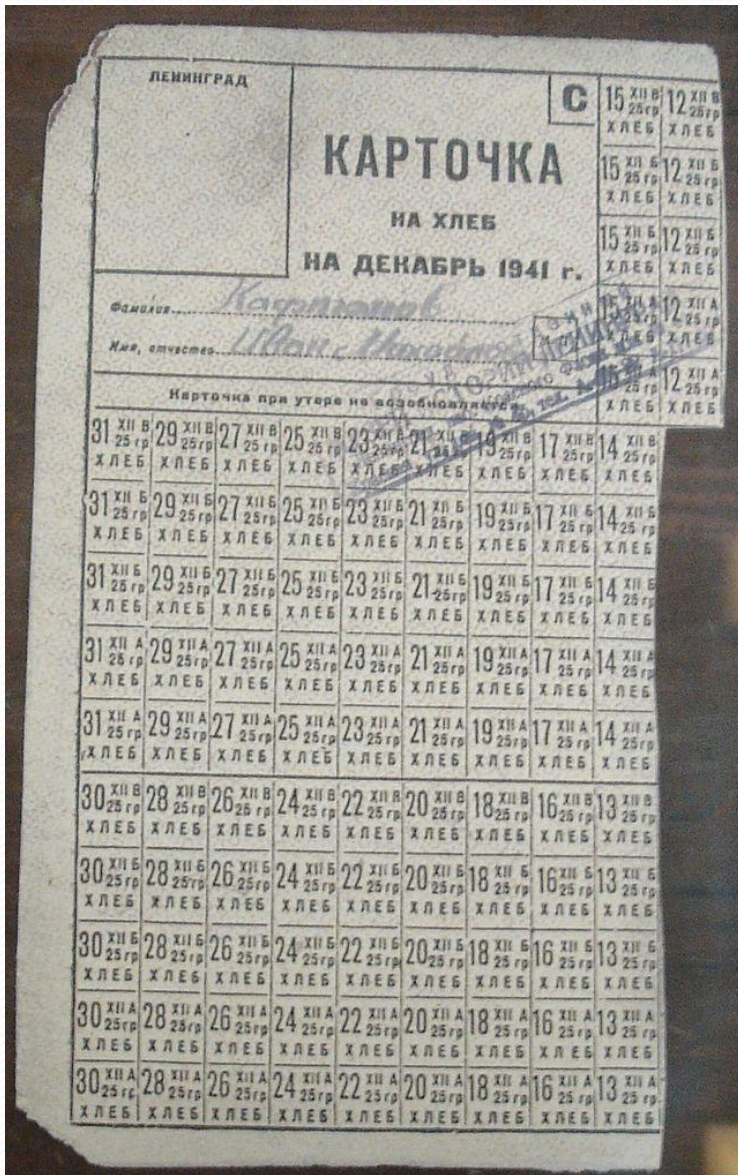 ЛЕНИНГРАД
С
КАРТОЧКА
НА ХЛЕБ
НА ДЕКАБРЬ 1941 г.
Фамилия
Имя, отчество Иван
Карточка при утере не возобновляется
15 XII В 25 гр 12 XII В 25 гр
ХЛЕБ ХЛЕБ
15 XII Б 25 гр 12 XII Б 25 гр
ХЛЕБ ХЛЕБ
15 XII Б 25 гр 12 XII Б 25 гр
ХЛЕБ ХЛЕБ
15 XII А 25 гр 12 XII А 25 гр
ХЛЕБ ХЛЕБ
15 XII А 25 гр 12 XII А 25 гр
ХЛЕБ ХЛЕБ
31 XII В 25 гр 29 XII В 25 гр 27 XII В 25 гр 25 XII В 25 гр 23 XII В 25 гр 21 XII В 25 гр 19 XII В 25 гр 17 XII В 25 гр 14 XII В 25 гр
ХЛЕБ ХЛЕБ ХЛЕБ ХЛЕБ ХЛЕБ ХЛЕБ ХЛЕБ ХЛЕБ ХЛЕБ
31 XII Б 25 гр 29 XII Б 25 гр 27 XII Б 25 гр 25 XII Б 25 гр 23 XII Б 25 гр 21 XII Б 25 гр 19 XII Б 25 гр 17 XII Б 25 гр 14 XII Б 25 гр
ХЛЕБ ХЛЕБ ХЛЕБ ХЛЕБ ХЛЕБ ХЛЕБ ХЛЕБ ХЛЕБ ХЛЕБ
31 XII Б 25 гр 29 XII Б 25 гр 27 XII Б 25 гр 25 XII Б 25 гр 23 XII Б 25 гр 21 XII Б 25 гр 19 XII Б 25 гр 17 XII Б 25 гр 14 XII Б 25 гр
ХЛЕБ ХЛЕБ ХЛЕБ ХЛЕБ ХЛЕБ ХЛЕБ ХЛЕБ ХЛЕБ ХЛЕБ
31 XII А 25 гр 29 XII А 25 гр 27 XII А 25 гр 25 XII А 25 гр 23 XII А 25 гр 21 XII А 25 гр 19 XII А 25 гр 17 XII А 25 гр 14 XII А 25 гр
ХЛЕБ ХЛЕБ ХЛЕБ ХЛЕБ ХЛЕБ ХЛЕБ ХЛЕБ ХЛЕБ ХЛЕБ
31 XII А 25 гр 29 XII А 25 гр 27 XII А 25 гр 25 XII А 25 гр 23 XII А 25 гр 21 XII А 25 гр 19 XII А 25 гр 17 XII А 25 гр 14 XII А 25 гр
ХЛЕБ ХЛЕБ ХЛЕБ ХЛЕБ ХЛЕБ ХЛЕБ ХЛЕБ ХЛЕБ ХЛЕБ
30 XII В 25 гр 28 XII В 25 гр 26 XII В 25 гр 24 XII В 25 гр 22 XII В 25 гр 20 XII В 25 гр 18 XII В 25 гр 16 XII В 25 гр 13 XII В 25 гр
ХЛЕБ ХЛЕБ ХЛЕБ ХЛЕБ ХЛЕБ ХЛЕБ ХЛЕБ ХЛЕБ ХЛЕБ
30 XII Б 25 гр 28 XII Б 25 гр 26 XII Б 25 гр 24 XII Б 25 гр 22 XII Б 25 гр 20 XII Б 25 гр 18 XII Б 25 гр 16 XII Б 25 гр 13 XII Б 25 гр
ХЛЕБ ХЛЕБ ХЛЕБ ХЛЕБ ХЛЕБ ХЛЕБ ХЛЕБ ХЛЕБ ХЛЕБ
30 XII Б 25 гр 28 XII Б 25 гр 26 XII Б 25 гр 24 XII Б 25 гр 22 XII Б 25 гр 20 XII Б 25 гр 18 XII Б 25 гр 16 XII Б 25 гр 13 XII Б 25 гр
ХЛЕБ ХЛЕБ ХЛЕБ ХЛЕБ ХЛЕБ ХЛЕБ ХЛЕБ ХЛЕБ ХЛЕБ
30 XII А 25 гр 28 XII А 25 гр 26 XII А 25 гр 24 XII А 25 гр 22 XII А 25 гр 20 XII А 25 гр 18 XII А 25 гр 16 XII А 25 гр 13 XII А 25 гр
ХЛЕБ ХЛЕБ ХЛЕБ ХЛЕБ ХЛЕБ ХЛЕБ ХЛЕБ ХЛЕБ ХЛЕБ
30 XII А 25 гр 28 XII А 25 гр 26 XII А 25 гр 24 XII А 25 гр 22 XII А 25 гр 20 XII А 25 гр 18 XII А 25 гр 16 XII А 25 гр 13 XII А 25 гр
ХЛЕБ ХЛЕБ ХЛЕБ ХЛЕБ ХЛЕБ ХЛЕБ ХЛЕБ ХЛЕБ ХЛЕБ